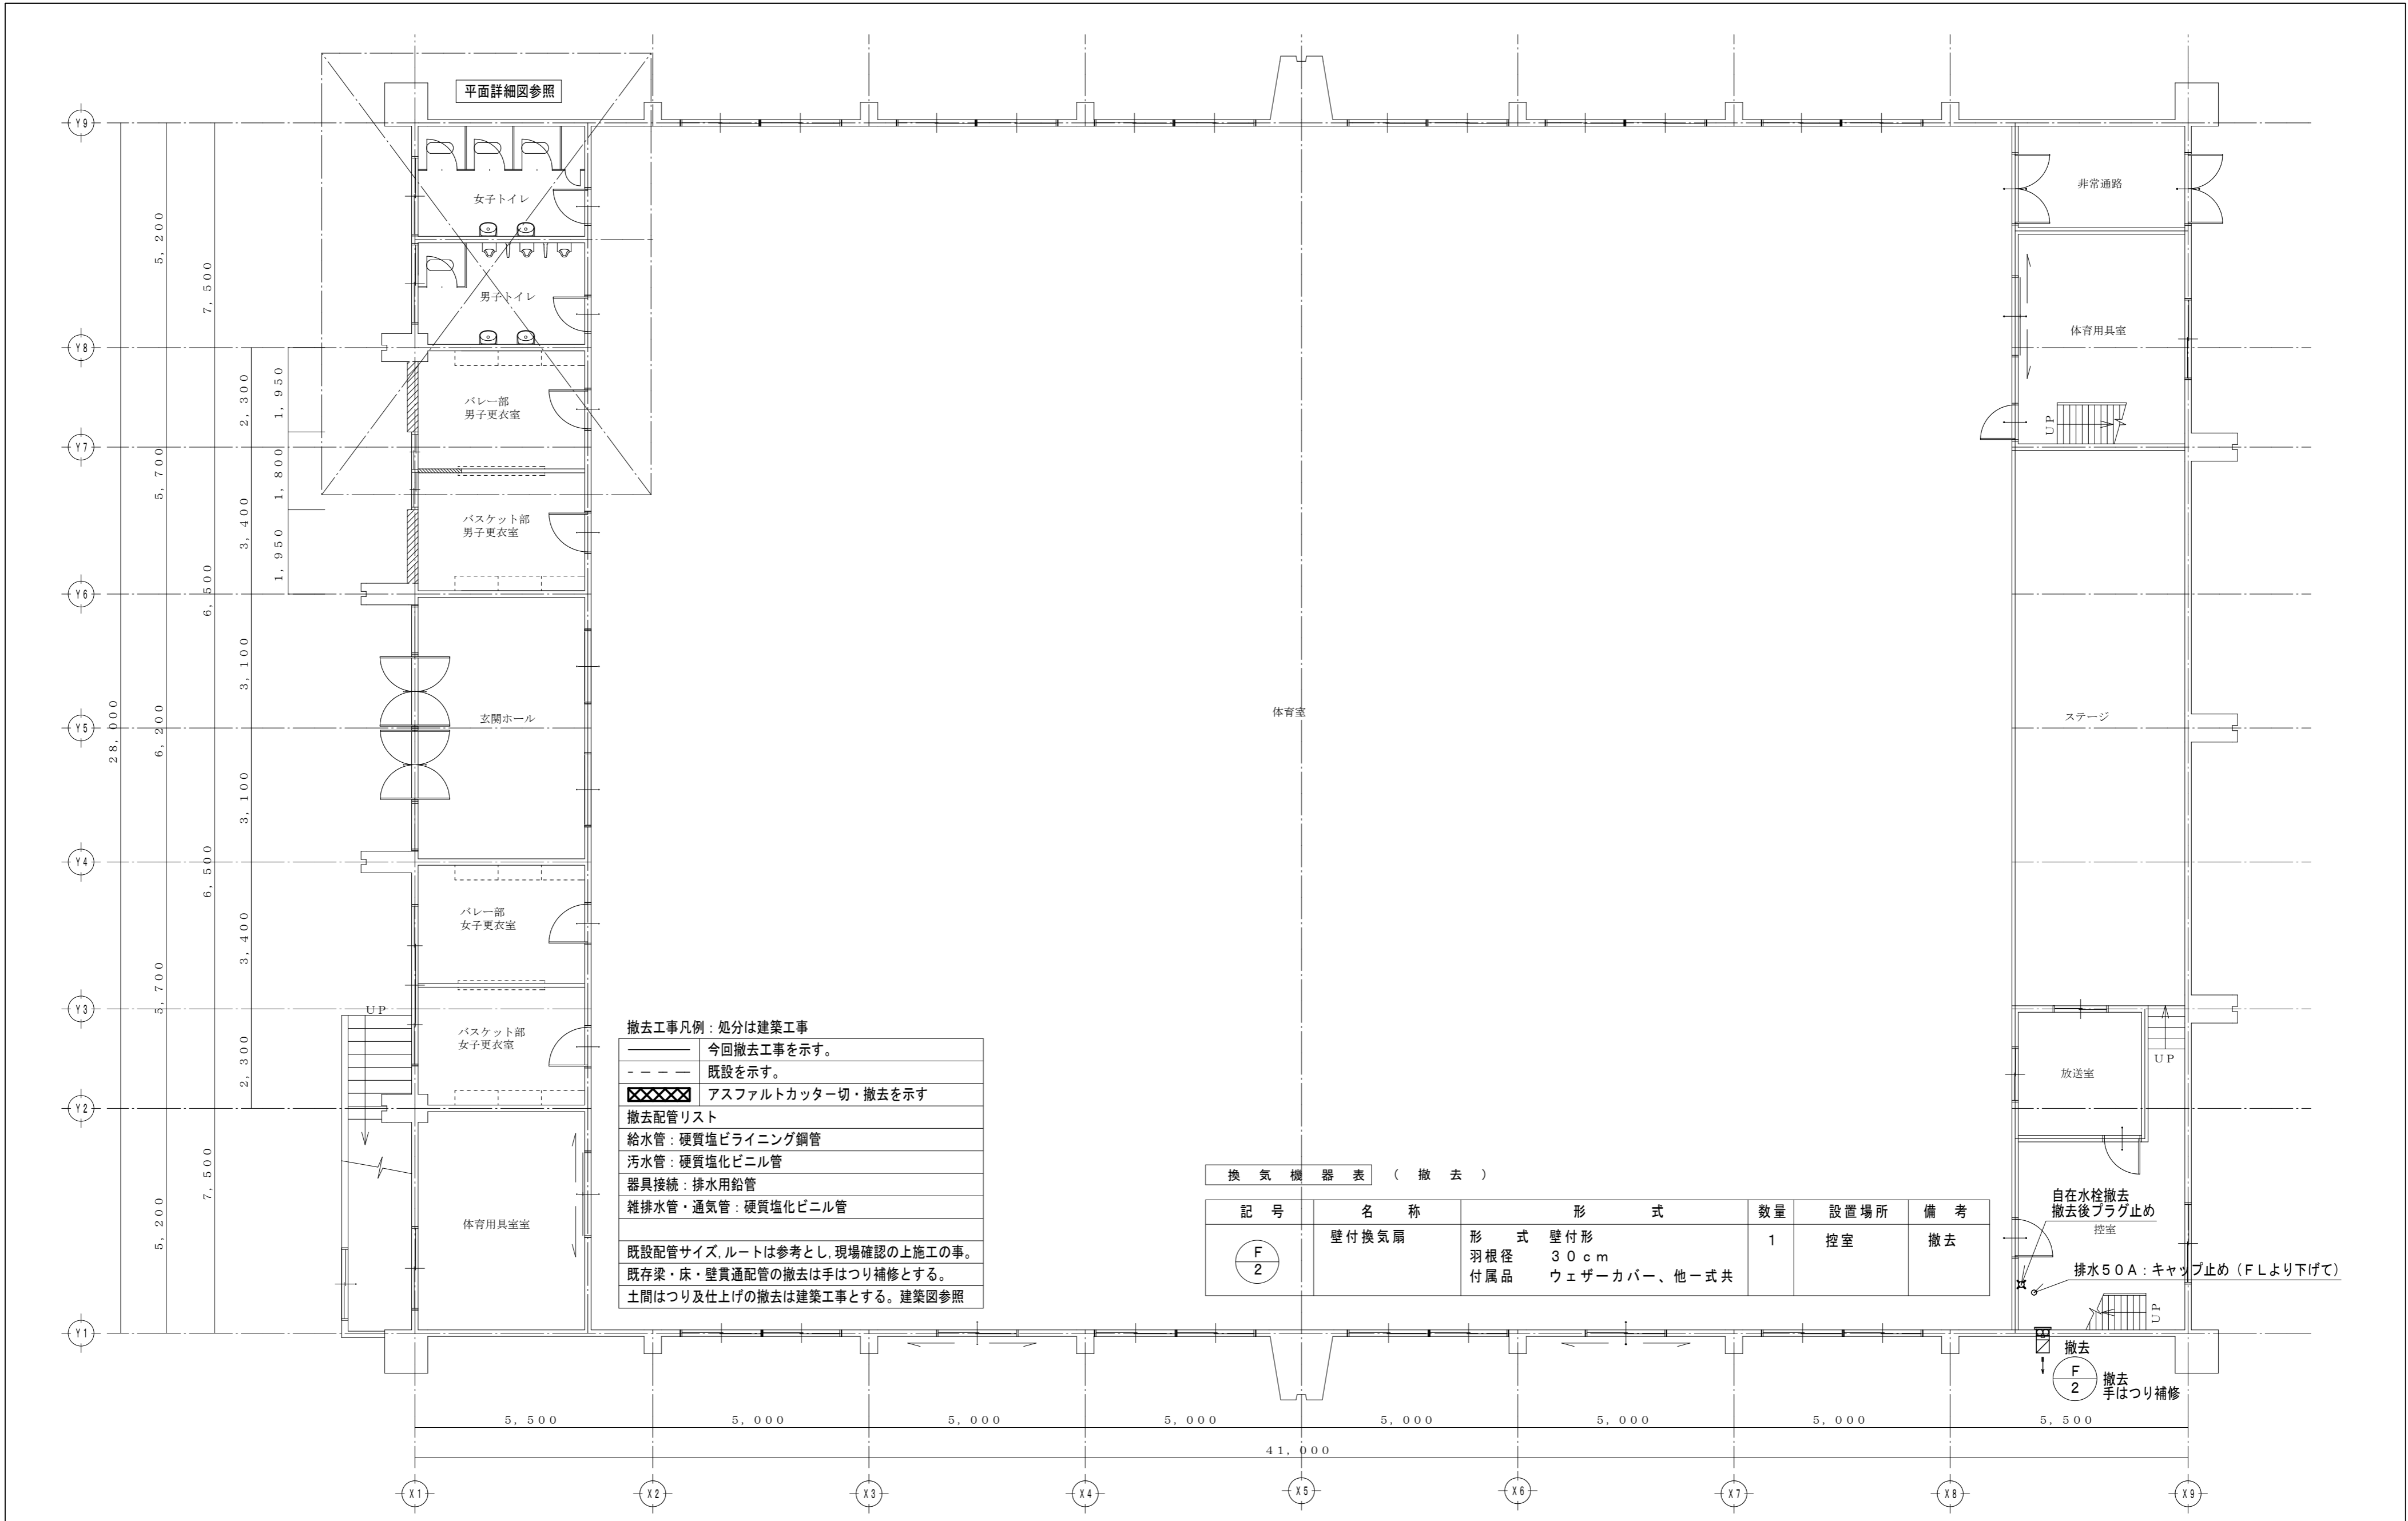 平面詳細図参照
Y9
Y8
Y7
Y6
Y5
Y4
Y3
Y2
Y1
28,000
5,200
5,700
6,200
5,700
5,200
7,500
6,500
6,500
7,500
2,300
3,400
3,100
3,100
3,400
2,300
1,950
1,800
1,950
女子トイレ
男子トイレ
バレー部
男子更衣室
バスケット部
男子更衣室
玄関ホール
バレー部
女子更衣室
バスケット部
女子更衣室
UP
体育用具室室
体育室
非常通路
体育用具室
UP
ステージ
放送室
UP
自在水栓撤去
撤去後プラグ止め
控室
排水50A:キャップ止め(FLより下げて)
UP
撤去
F
2
撤去
手はつり補修
撤去工事凡例:処分は建築工事
今回撤去工事を示す。
既設を示す。
アスファルトカッター切・撤去を示す
撤去配管リスト
給水管:硬質塩ビライニング鋼管
汚水管:硬質塩化ビニル管
器具接続:排水用鉛管
雑排水管・通気管:硬質塩化ビニル管
既設配管サイズ,ルートは参考とし,現場確認の上施工の事。
既存梁・床・壁貫通配管の撤去は手はつり補修とする。
土間はつり及仕上げの撤去は建築工事とする。建築図参照
換気機器表 (撤去)
記号 名称 形式 数量 設置場所 備考
F
2
壁付換気扇 形式 壁付形 1 控室 撤去
羽根径 30cm
付属品 ウェザーカバー、他一式共
5,500 5,000 5,000 5,000 5,000 5,000 5,000 5,500
41,000
X1 X2 X3 X4 X5 X6 X7 X8 X9